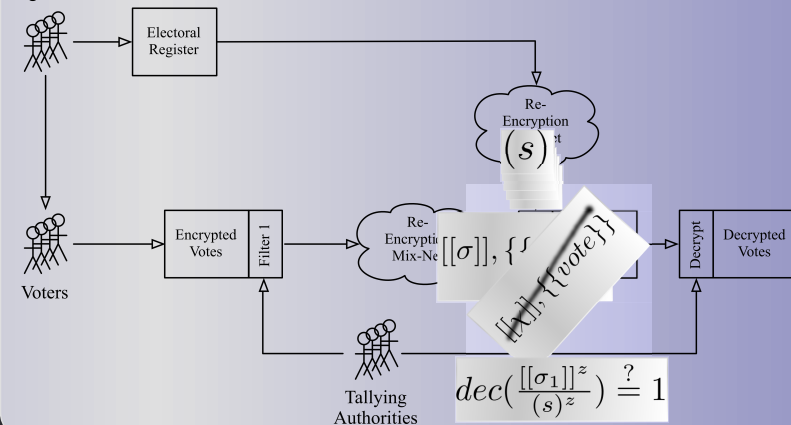 Electoral
Register
Re-
Encryption
(s)
Encrypted
Votes
Filter 1
Re-
Mix-Ne
[[σ]], {{
[[χ]], {{vote}}
Decrypt
Decrypted
Votes
Voters
Tallying
Authorities
dec([[σ₁]]ᶻ/(s)ᶻ) ≟ 1